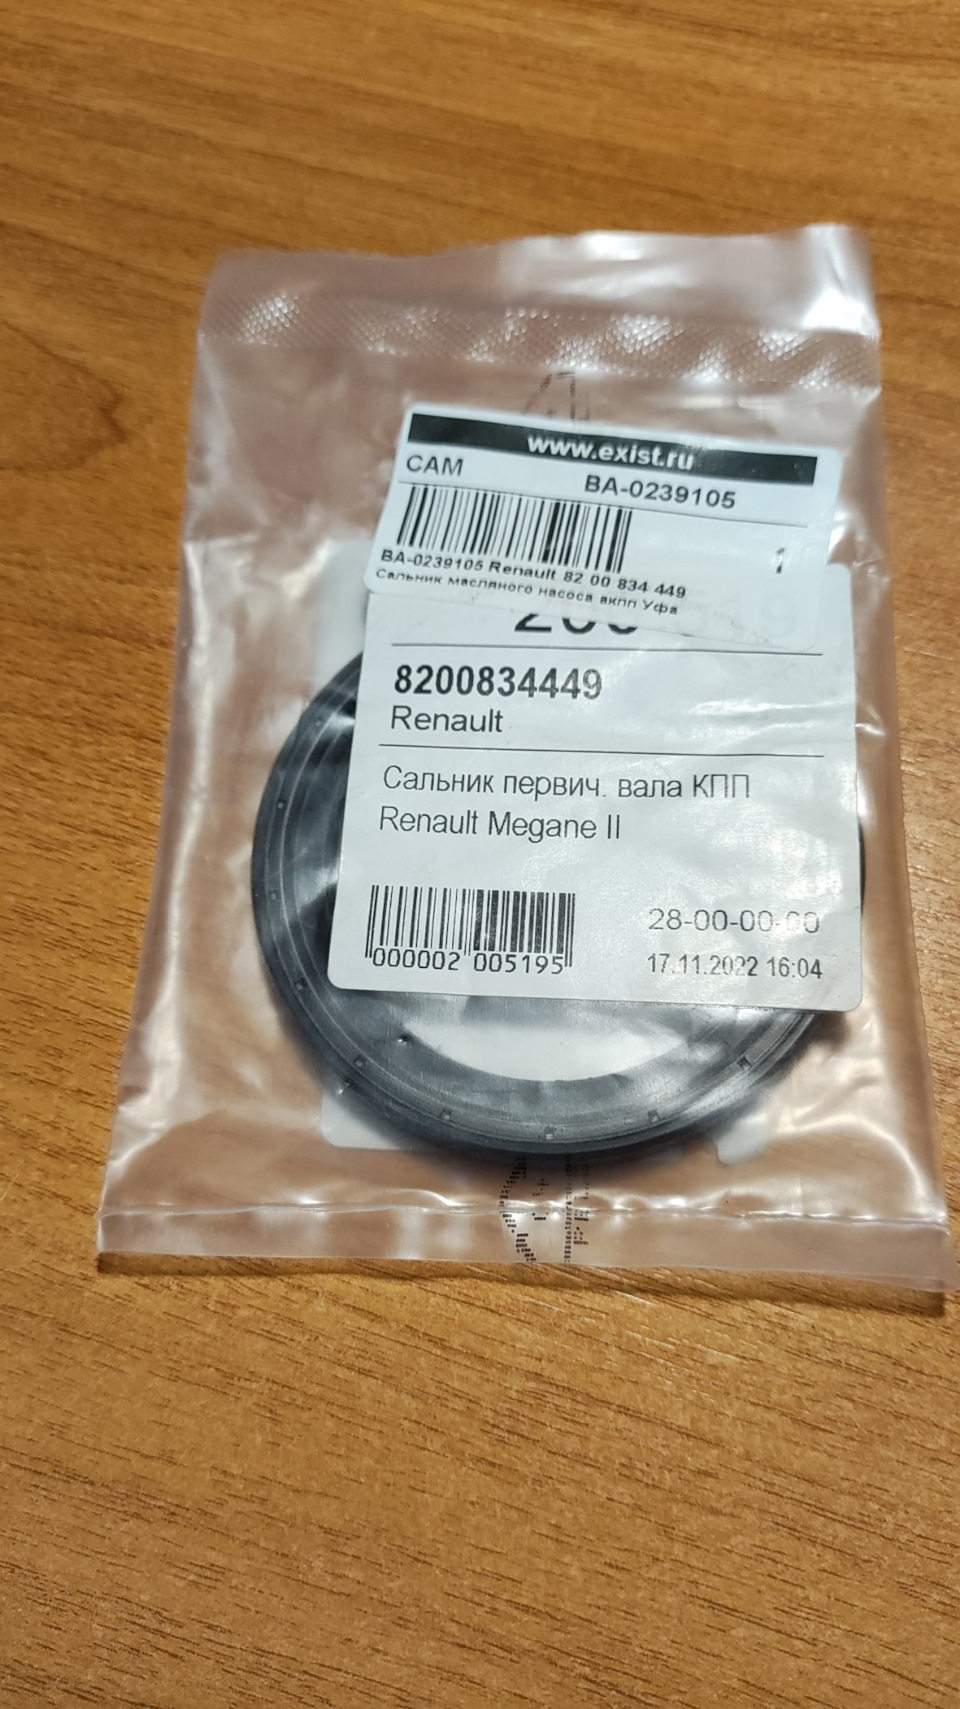 www.exist.ru
САМ
BA-0239105
1
BA-0239105 Renault 82 00 834 449
Сальник масляного насоса акпп Уфа
8200834449
Renault
Сальник первич. вала КПП
Renault Megane II
28-00-00-00
000002 005195
17.11.2022 16:04